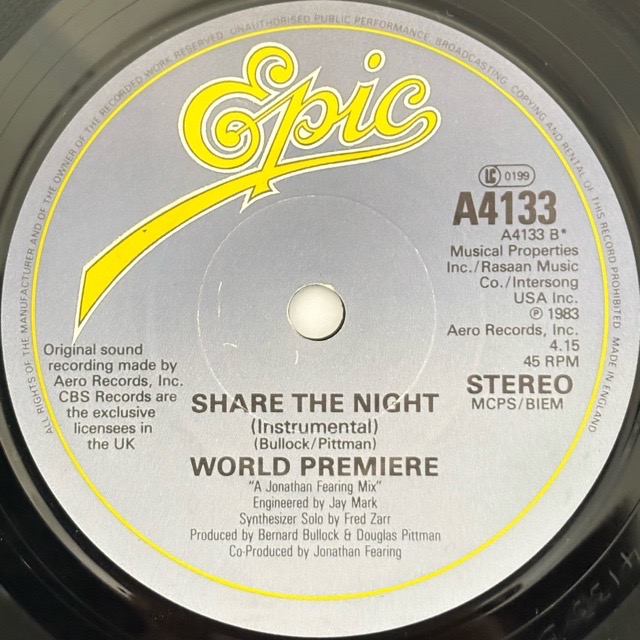 ALL RIGHTS OF THE MANUFACTURER AND OF THE OWNER OF THE RECORDED WORK RESERVED. UNAUTHORISED PUBLIC PERFORMANCE, BROADCASTING, COPYING AND RENTAL OF THIS RECORD PROHIBITED. MADE IN ENGLAND
Epic
LC 0199
A4133
A4133 B*
Musical Properties
Inc./Rasaan Music
Co./Intersong
USA Inc.
℗ 1983
Aero Records, Inc.
4.15
45 RPM
STEREO
MCPS/BIEM
Original sound
recording made by
Aero Records, Inc.
CBS Records are
the exclusive
licensees in
the UK
SHARE THE NIGHT
(Instrumental)
(Bullock/Pittman)
WORLD PREMIERE
"A Jonathan Fearing Mix"
Engineered by Jay Mark
Synthesizer Solo by Fred Zarr
Produced by Bernard Bullock & Douglas Pittman
Co-Produced by Jonathan Fearing